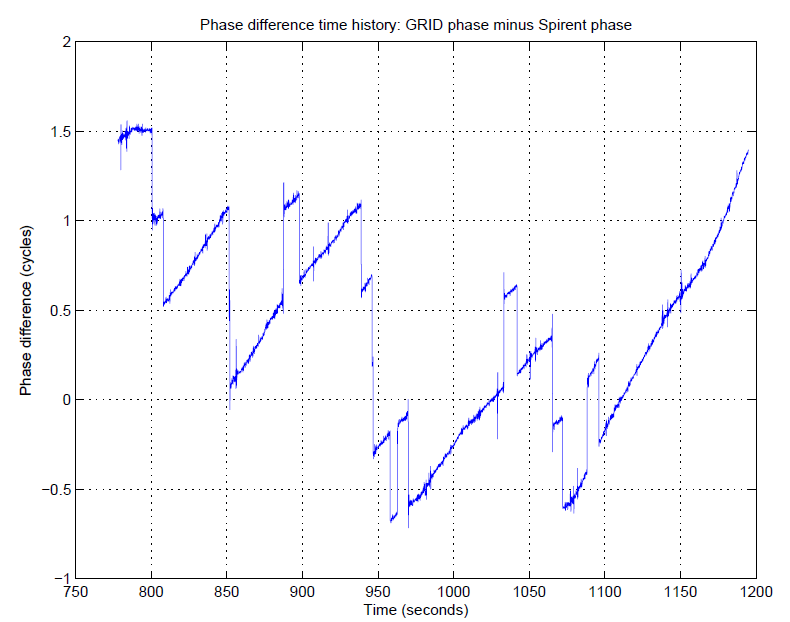 Phase difference time history: GRID phase minus Spirent phase
2
1.5
1
0.5
0
−0.5
−1
Phase difference (cycles)
750 800 850 900 950 1000 1050 1100 1150 1200
Time (seconds)